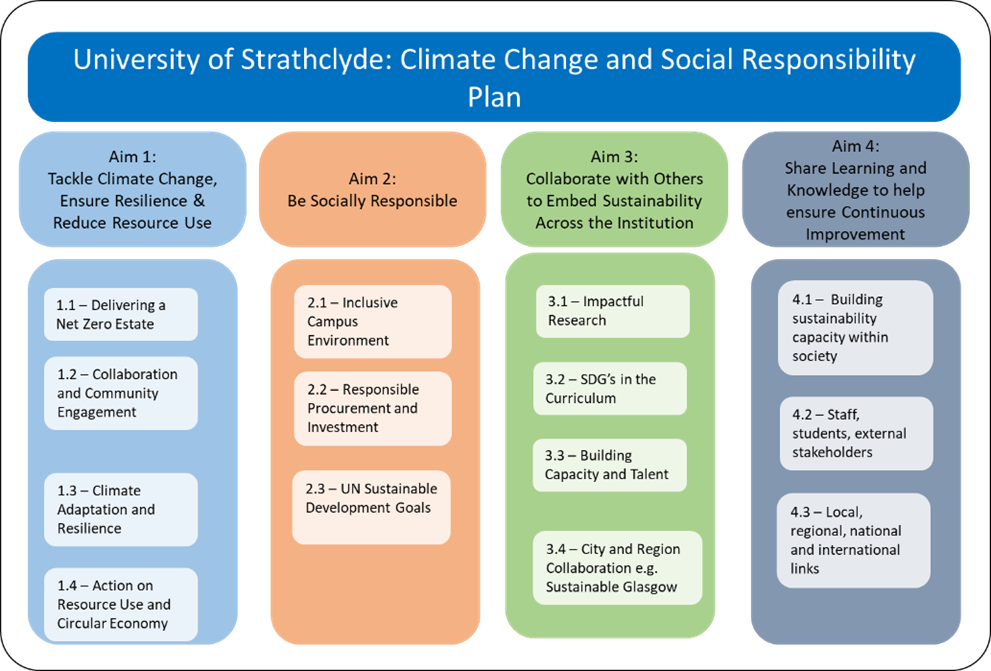 University of Strathclyde: Climate Change and Social Responsibility
Plan
Aim 1:
Tackle Climate Change,
Ensure Resilience &
Reduce Resource Use
1.1 – Delivering a
Net Zero Estate
1.2 – Collaboration
and Community
Engagement
1.3 – Climate
Adaptation and
Resilience
1.4 – Action on
Resource Use and
Circular Economy
Aim 2:
Be Socially Responsible
2.1 – Inclusive
Campus
Environment
2.2 – Responsible
Procurement and
Investment
2.3 – UN Sustainable
Development Goals
Aim 3:
Collaborate with Others
to Embed Sustainability
Across the Institution
3.1 – Impactful
Research
3.2 – SDG's in the
Curriculum
3.3 – Building
Capacity and Talent
3.4 – City and Region
Collaboration e.g.
Sustainable Glasgow
Aim 4:
Share Learning and
Knowledge to help
ensure Continuous
Improvement
4.1 – Building
sustainability
capacity within
society
4.2 – Staff,
students, external
stakeholders
4.3 – Local,
regional, national
and international
links